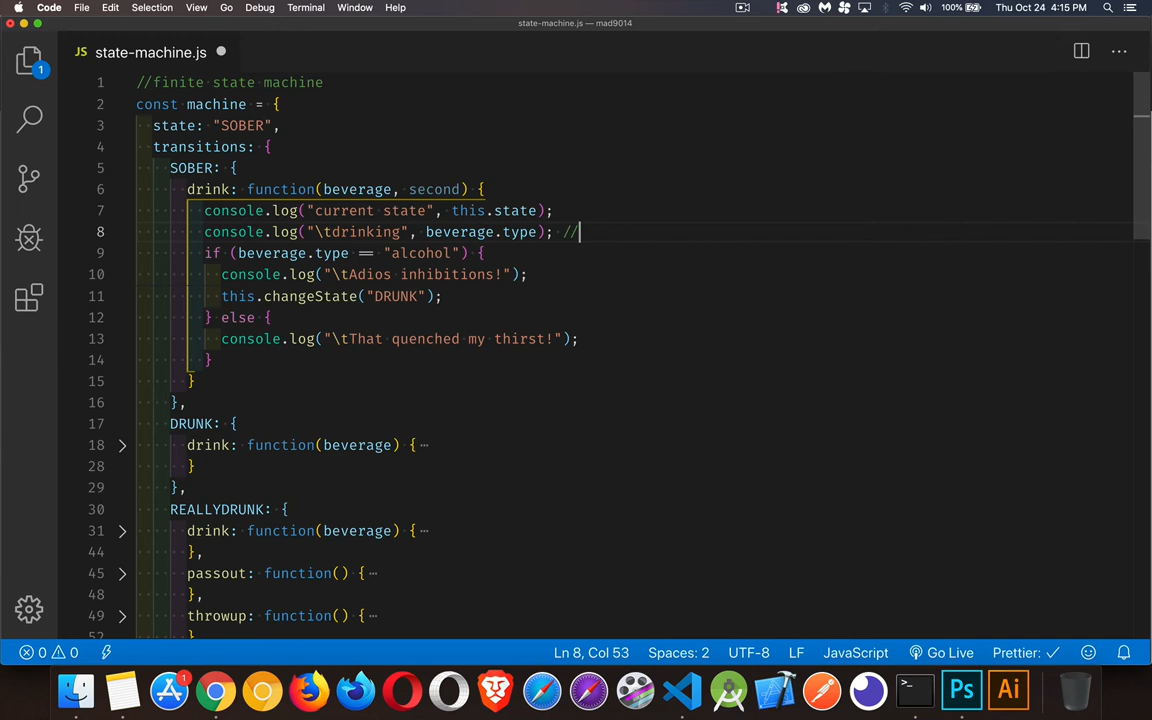 Code File Edit Selection View Go Debug Terminal Window Help 100% Thu Oct 24 4:15 PM
state-machine.js — mad9014
JS state-machine.js
1
1 //finite state machine
2 const machine = {
3 state: "SOBER",
4 transitions: {
5 SOBER: {
6 drink: function(beverage, second) {
7 console.log("current state", this.state);
8 console.log("\tdrinking", beverage.type); //
9 if (beverage.type == "alcohol") {
10 console.log("\tAdios inhibitions!");
11 this.changeState("DRUNK");
12 } else {
13 console.log("\tThat quenched my thirst!");
14 }
15 }
16 },
17 DRUNK: {
18 drink: function(beverage) {
28 }
29 },
30 REALLYDRUNK: {
31 drink: function(beverage) {
44 },
45 passout: function() {
48 },
49 throwup: function() {
52 }
0 0 Ln 8, Col 53 Spaces: 2 UTF-8 LF JavaScript Go Live Prettier: ✓
1
>_
Ps
Ai